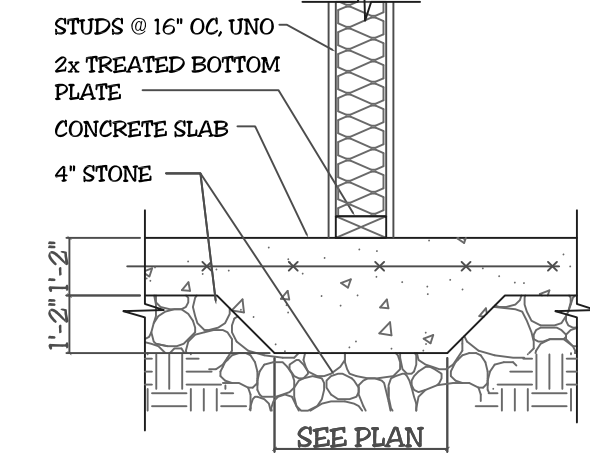 STUDS @ 16" OC, UNO
2x TREATED BOTTOM
PLATE
CONCRETE SLAB
4" STONE
1'-2"
1'-2"
SEE PLAN